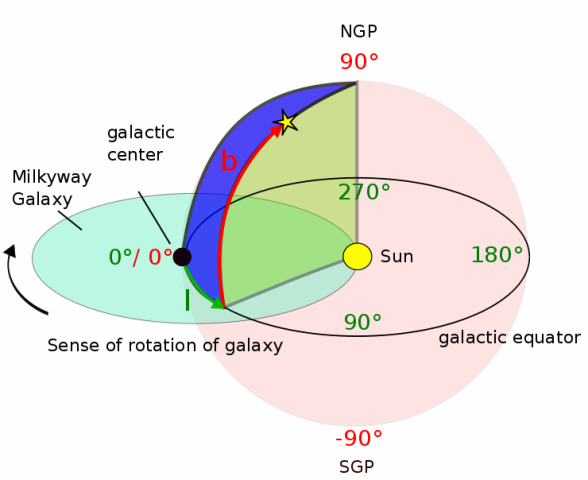 NGP
90°
galactic
center
b
Milkyway
Galaxy
270°
0°/ 0°
Sun
180°
l
90°
galactic equator
Sense of rotation of galaxy
-90°
SGP